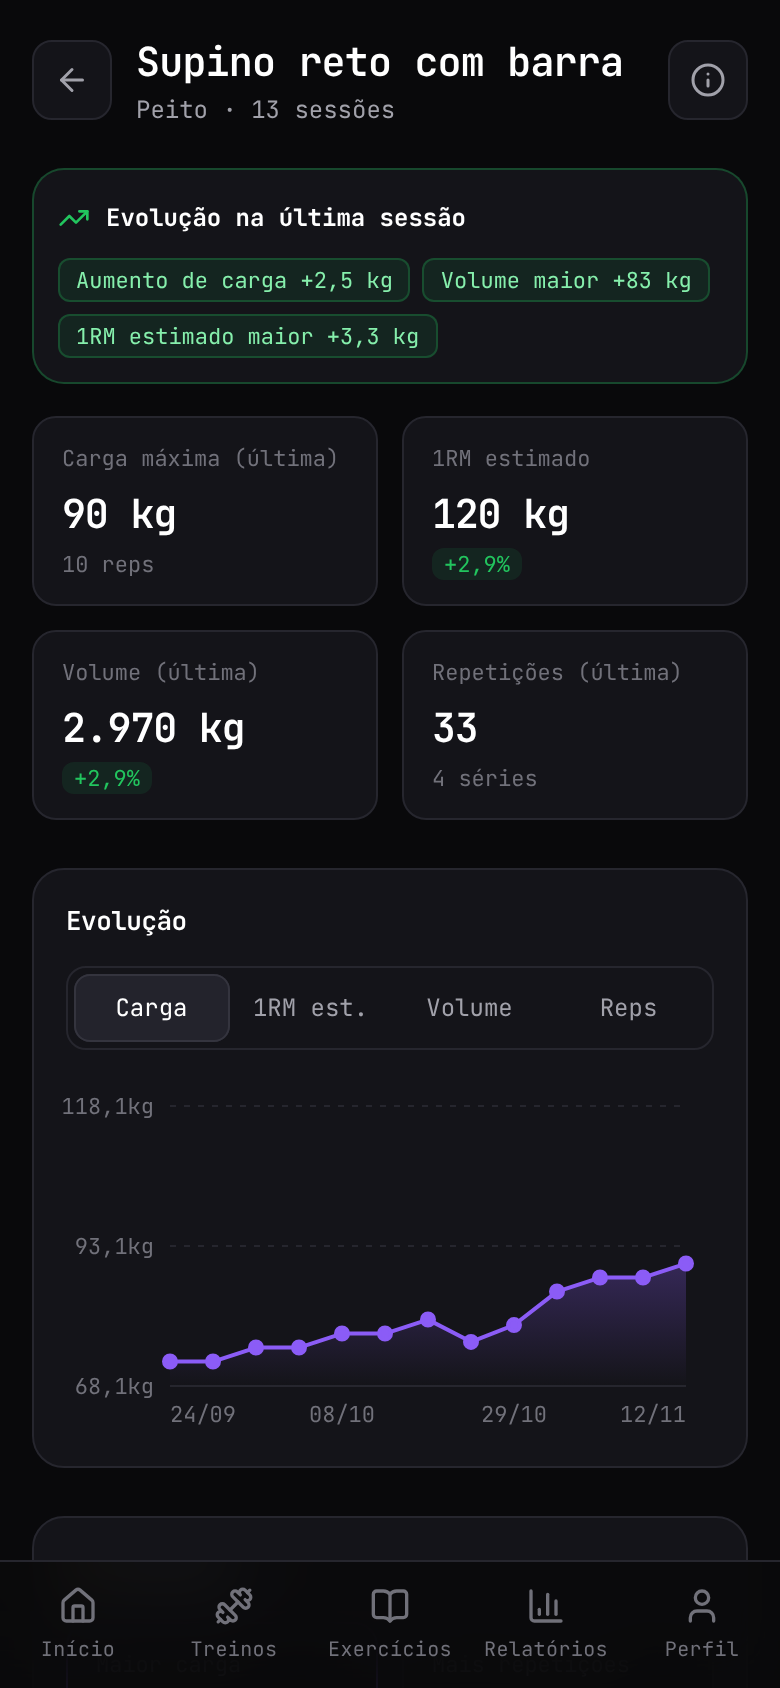 Supino reto com barra
Peito · 13 sessões
Evolução na última sessão
Aumento de carga +2,5 kg
Volume maior +83 kg
1RM estimado maior +3,3 kg
Carga máxima (última)
90 kg
10 reps
1RM estimado
120 kg
+2,9%
Volume (última)
2.970 kg
+2,9%
Repetições (última)
33
4 séries
Evolução
Carga
1RM est.
Volume
Reps
118,1kg
93,1kg
68,1kg
24/09
08/10
29/10
12/11
Início
Treinos
Exercícios
Relatórios
Perfil